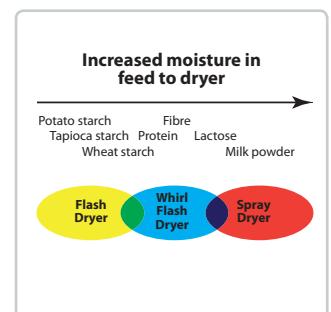 Increased moisture in
feed to dryer
Potato starch Fibre
Tapioca starch Protein Lactose
Wheat starch Milk powder
Flash
Dryer
Whirl
Flash
Dryer
Spray
Dryer